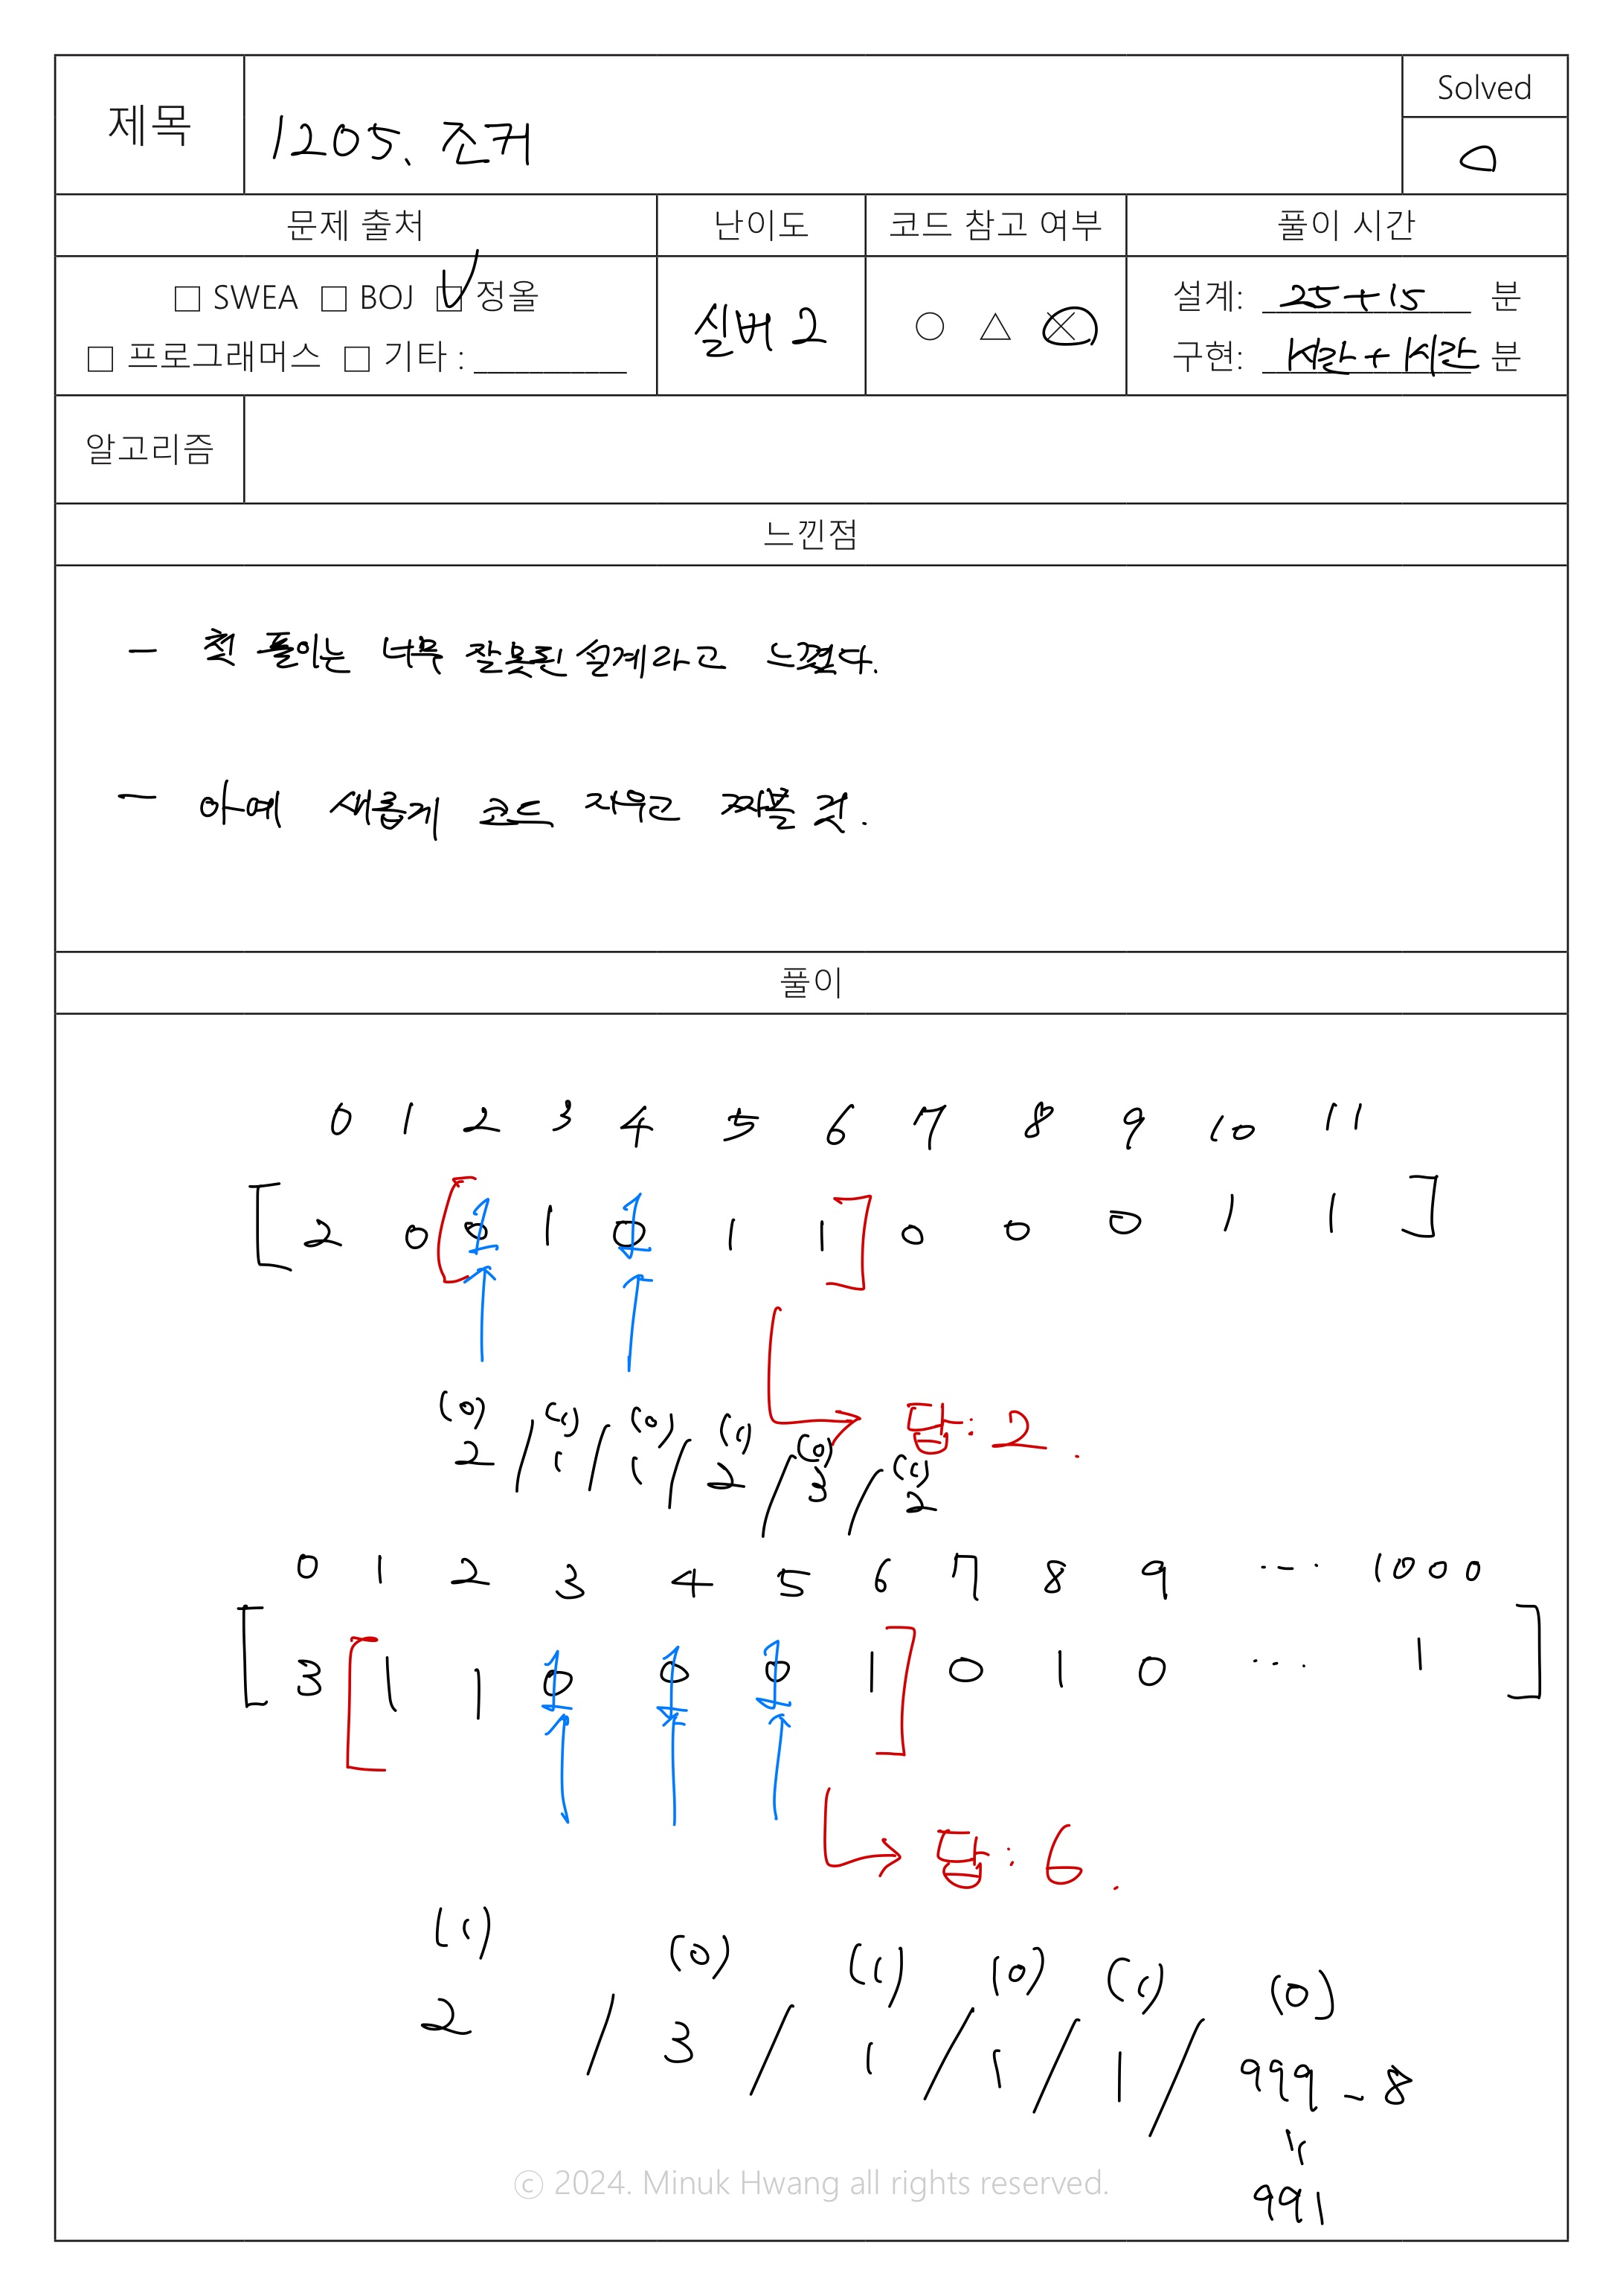 제목 1205. 조커 Solved
O
문제 출처 난이도 코드 참고 여부 풀이 시간
□ SWEA □ BOJ □ 정올 실버 2 ○ △ × 설계: 25+15 분
□ 프로그래머스 □ 기타 : ____________ 구현: 시간+시간 분
알고리즘
느낀점
- 첫 풀이는 너무 잘못된 설계라고 느꼈다.
- 아예 새롭게 코드 지우고 짜볼 것.
풀이
0 1 2 3 4 5 6 7 8 9 10 11
[ 2 0 0 1 0 1 1 ] 0 0 0 1 1 ]
1 1
(0) (1) (0) (1) (0) (1)
2 / 1 / 1 / 2 / 3 / 2
답: 2.
0 1 2 3 4 5 6 7 8 9 ... 1000
[ 3 [ 1 1 0 0 0 1 ] 0 1 0 ... 1 ]
1 1 1
답: 6.
(1) (0) (1) (0) (1) (0)
2 / 3 / 1 / 1 / 1 / 999-8
991
© 2024. Minuk Hwang all rights reserved.